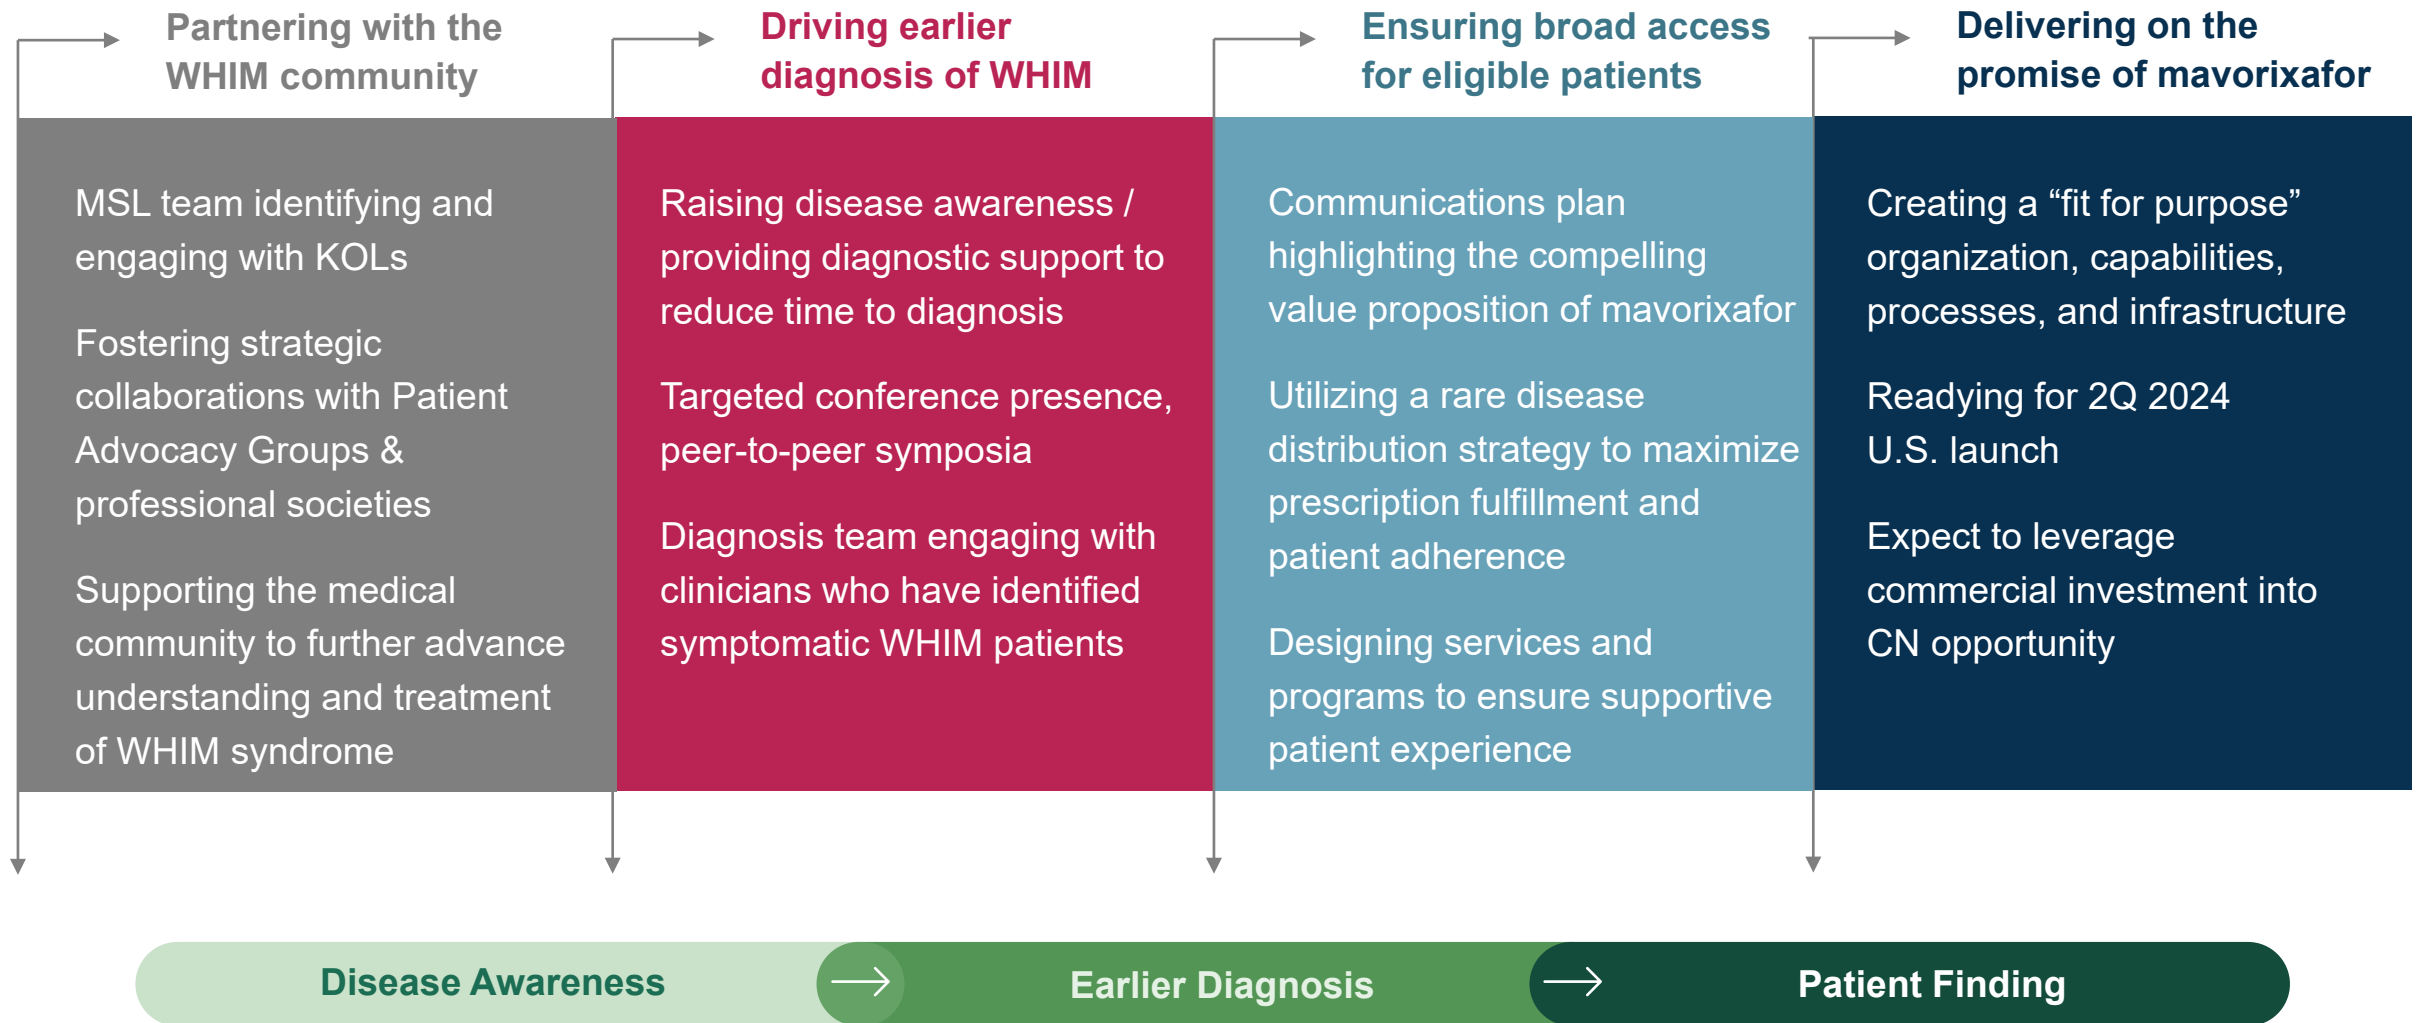 Partnering with the
WHIM community
MSL team identifying and
engaging with KOLs
Fostering strategic
collaborations with Patient
Advocacy Groups &
professional societies
Supporting the medical
community to further advance
understanding and treatment
of WHIM syndrome
Driving earlier
diagnosis of WHIM
Raising disease awareness /
providing diagnostic support to
reduce time to diagnosis
Targeted conference presence,
peer-to-peer symposia
Diagnosis team engaging with
clinicians who have identified
symptomatic WHIM patients
Ensuring broad access
for eligible patients
Communications plan
highlighting the compelling
value proposition of mavorixafor
Utilizing a rare disease
distribution strategy to maximize
prescription fulfillment and
patient adherence
Designing services and
programs to ensure supportive
patient experience
Delivering on the
promise of mavorixafor
Creating a “fit for purpose”
organization, capabilities,
processes, and infrastructure
Readying for 2Q 2024
U.S. launch
Expect to leverage
commercial investment into
CN opportunity
Disease Awareness
Earlier Diagnosis
Patient Finding